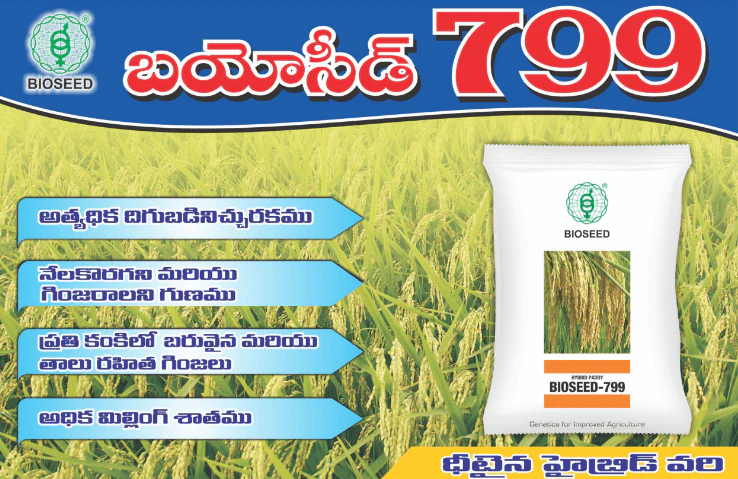 BIOSEED
బయోసీడ్ 799
అత్యధిక దిగుబడినిచ్చురకము
నేలకొరగని మరియు
గింజరాలని గుణము
ప్రతి కంకిలో బరువైన మరియు
తాలు రహిత గింజలు
అధిక మిల్లింగ్ శాతము
BIOSEED
HYBRID PADDY
BIOSEED-799
Genetics for Improved Agriculture
ధీటైన హైబ్రిడ్ వరి